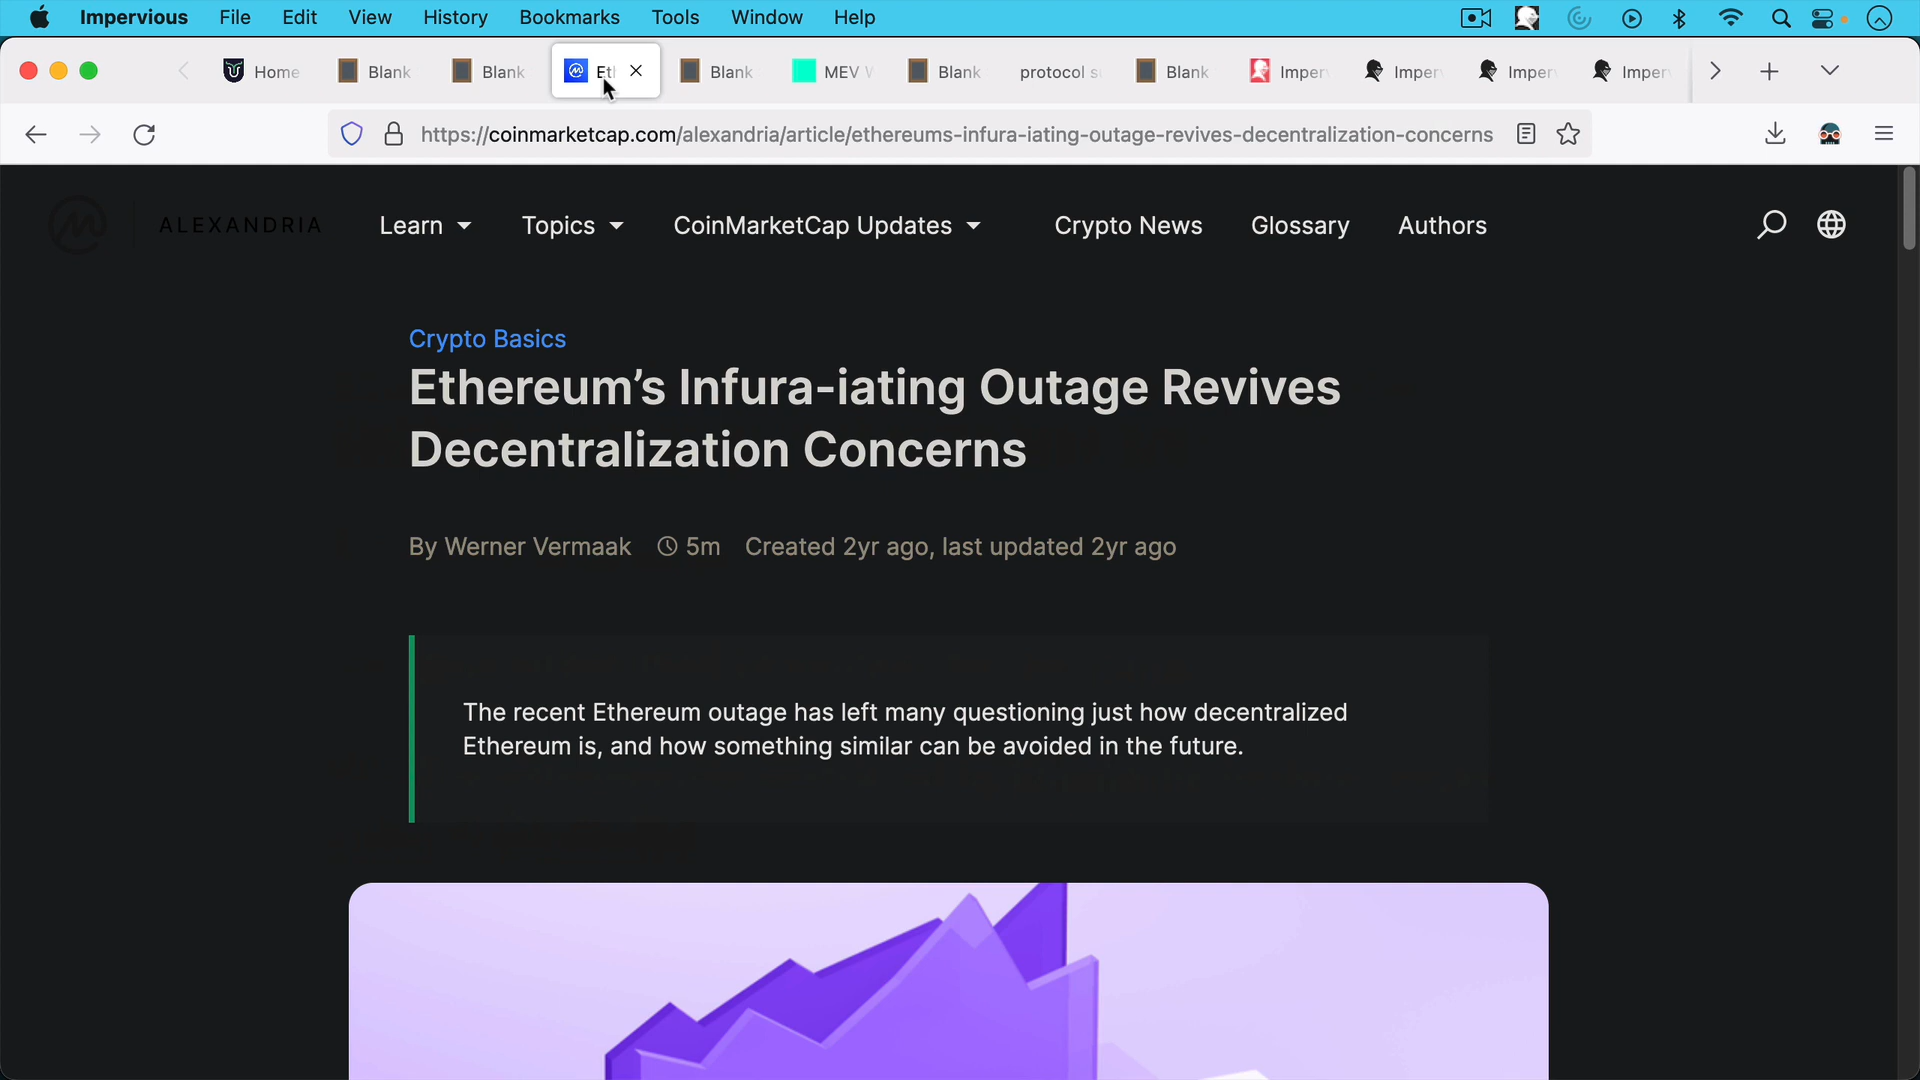 Impervious File Edit View History Bookmarks Tools Window Help
Home Blank Blank Et Blank MEV Blank protocol Blank Imper Imper Imper Imper
https://coinmarketcap.com/alexandria/article/ethereums-infura-iating-outage-revives-decentralization-concerns
ALEXANDRIA Learn Topics CoinMarketCap Updates Crypto News Glossary Authors
Crypto Basics
Ethereum’s Infura-iating Outage Revives
Decentralization Concerns
By Werner Vermaak 5m Created 2yr ago, last updated 2yr ago
The recent Ethereum outage has left many questioning just how decentralized
Ethereum is, and how something similar can be avoided in the future.